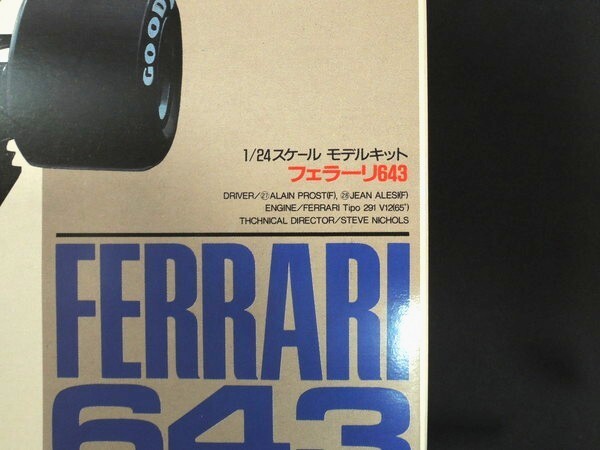 GOOD
1/24スケール モデルキット
フェラーリ643
DRIVER/㉗ALAIN PROST(F), ㉘JEAN ALESI(F)
ENGINE/FERRARI Tipo 291 V12(65°)
THCHNICAL DIRECTOR/STEVE NICHOLS
FERRARI
643